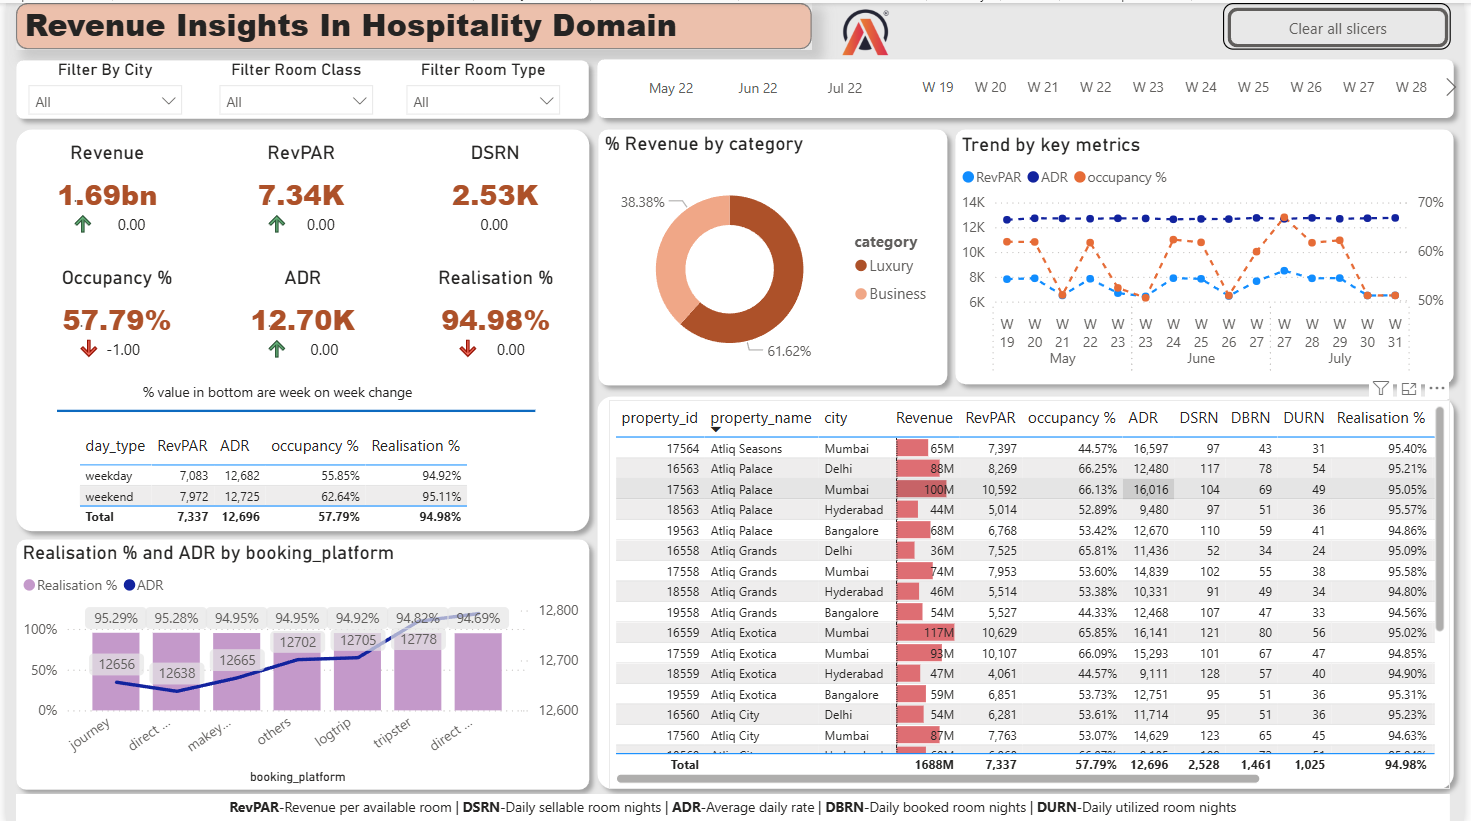 Revenue Insights In Hospitality Domain
Clear all slicers
Filter By City
Filter Room Class
Filter Room Type
All
All
All
May 22 Jun 22 Jul 22 W 19 W 20 W 21 W 22 W 23 W 24 W 25 W 26 W 27 W 28
Revenue RevPAR DSRN
1.69bn 7.34K 2.53K
0.00 0.00 0.00
Occupancy % ADR Realisation %
57.79% 12.70K 94.98%
-1.00 0.00 0.00
% value in bottom are week on week change
day_type RevPAR ADR occupancy % Realisation %
weekday 7,083 12,682 55.85% 94.92%
weekend 7,972 12,725 62.64% 95.11%
Total 7,337 12,696 57.79% 94.98%
% Revenue by category
38.38%
61.62%
category
Luxury
Business
Trend by key metrics
RevPAR ADR occupancy %
14K
12K
10K
8K
6K
70%
60%
50%
W W W W W W W W W W W W W W W
19 20 21 22 23 23 24 25 26 27 27 28 29 30 31
May June July
Realisation % and ADR by booking_platform
Realisation % ADR
95.29% 95.28% 94.95% 94.95% 94.92% 94.82% 94.69%
12656 12638 12665 12702 12705 12778
100%
50%
0%
12,800
12,700
12,600
journey direct ... makey... others logtrip tripster direct ...
booking_platform
property_id property_name city Revenue RevPAR occupancy % ADR DSRN DBRN DURN Realisation %
17564 Atliq Seasons Mumbai 65M 7,397 44.57% 16,597 97 43 31 95.40%
16563 Atliq Palace Delhi 88M 8,269 66.25% 12,480 117 78 54 95.21%
17563 Atliq Palace Mumbai 100M 10,592 66.13% 16,016 104 69 49 95.05%
18563 Atliq Palace Hyderabad 44M 5,014 52.89% 9,480 97 51 36 95.57%
19563 Atliq Palace Bangalore 68M 6,768 53.42% 12,670 110 59 41 94.86%
16558 Atliq Grands Delhi 36M 7,525 65.81% 11,436 52 34 24 95.09%
17558 Atliq Grands Mumbai 74M 7,953 53.60% 14,839 102 55 38 95.58%
18558 Atliq Grands Hyderabad 46M 5,514 53.38% 10,331 91 49 34 94.80%
19558 Atliq Grands Bangalore 54M 5,527 44.33% 12,468 107 47 33 94.56%
16559 Atliq Exotica Mumbai 117M 10,629 65.85% 16,141 121 80 56 95.02%
17559 Atliq Exotica Mumbai 93M 10,107 66.09% 15,293 101 67 47 94.85%
18559 Atliq Exotica Hyderabad 47M 4,061 44.57% 9,111 128 57 40 94.90%
19559 Atliq Exotica Bangalore 59M 6,851 53.73% 12,751 95 51 36 95.31%
16560 Atliq City Delhi 54M 6,281 53.61% 11,714 95 51 36 95.23%
17560 Atliq City Mumbai 87M 7,763 53.07% 14,629 123 65 45 94.63%
Total 1688M 7,337 57.79% 12,696 2,528 1,461 1,025 94.98%
RevPAR-Revenue per available room | DSRN-Daily sellable room nights | ADR-Average daily rate | DBRN-Daily booked room nights | DURN-Daily utilized room nights